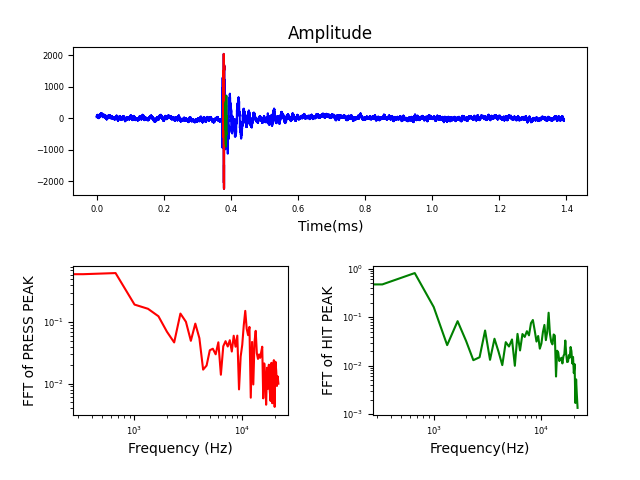 Amplitude
2000
1000
0
−1000
−2000
0.0 0.2 0.4 0.6 0.8 1.0 1.2 1.4
Time(ms)
FFT of PRESS PEAK
10⁻¹
10⁻²
10³ 10⁴
Frequency (Hz)
FFT of HIT PEAK
10⁰
10⁻¹
10⁻²
10⁻³
10³ 10⁴
Frequency(Hz)